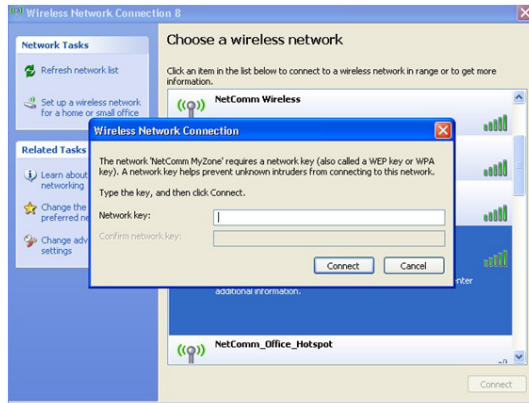 Wireless Network Connection 8
Network Tasks
Refresh network list
Set up a wireless network
for a home or small office
Related Tasks
Learn about
networking
Change the
preferred ne
Change adv
settings
Choose a wireless network
Click an item in the list below to connect to a wireless network in range or to get more
information.
NetComm Wireless
Wireless Network Connection
The network 'NetComm MyZone' requires a network key (also called a WEP key or WPA
key). A network key helps prevent unknown intruders from connecting to this network.
Type the key, and then click Connect.
Network key:
Confirm network key:
Connect
Cancel
nter
additional information.
NetComm_Office_Hotspot
Connect